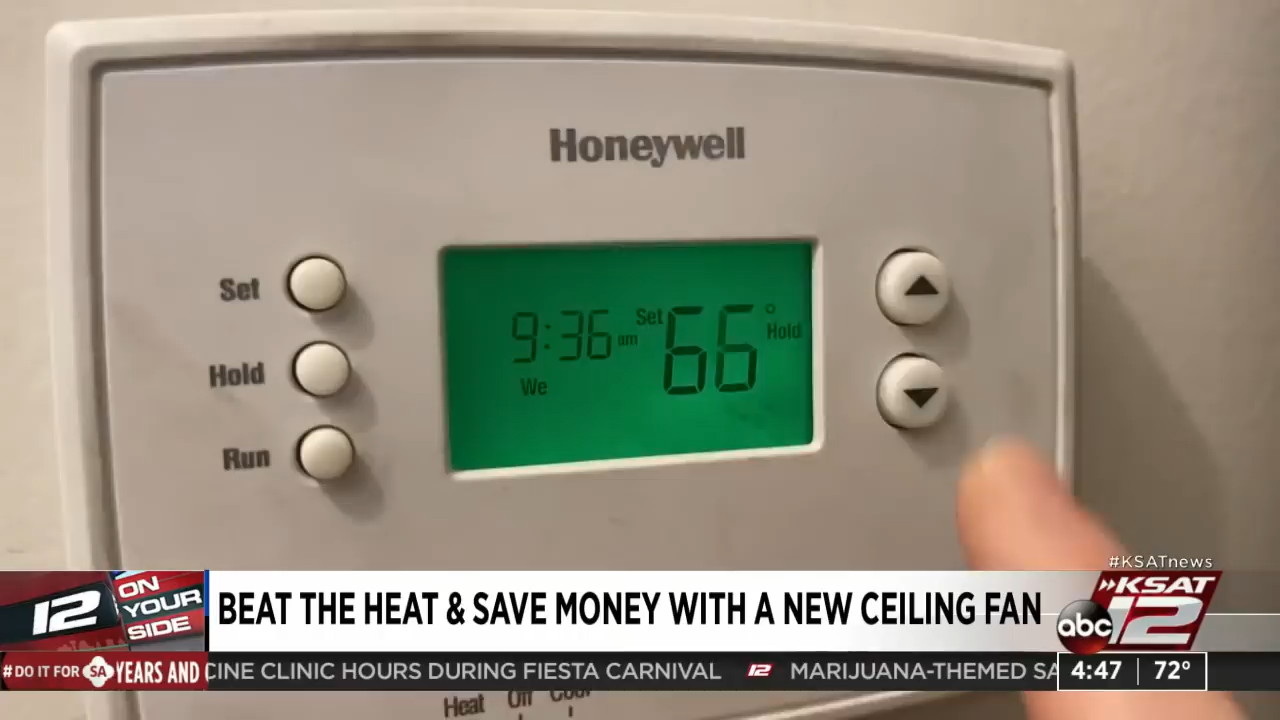 Honeywell
Set
Hold
Run
9:36 am
We
Set
66°
Hold
#KSATnews
12 ON YOUR SIDE
BEAT THE HEAT & SAVE MONEY WITH A NEW CEILING FAN
abc KSAT 12
#DO IT FOR SA YEARS AND
CINE CLINIC HOURS DURING FIESTA CARNIVAL 12 MARIJUANA-THEMED SA
4:47 72°
Heat Off Cool